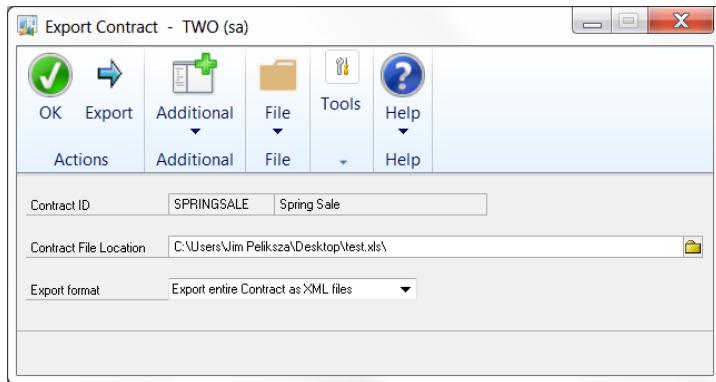 Export Contract - TWO (sa)
OK Export Additional File Tools Help
Actions Additional File Help
Contract ID SPRINGSALE Spring Sale
Contract File Location C:\Users\Jim Peliksza\Desktop\test.xls\
Export format Export entire Contract as XML files